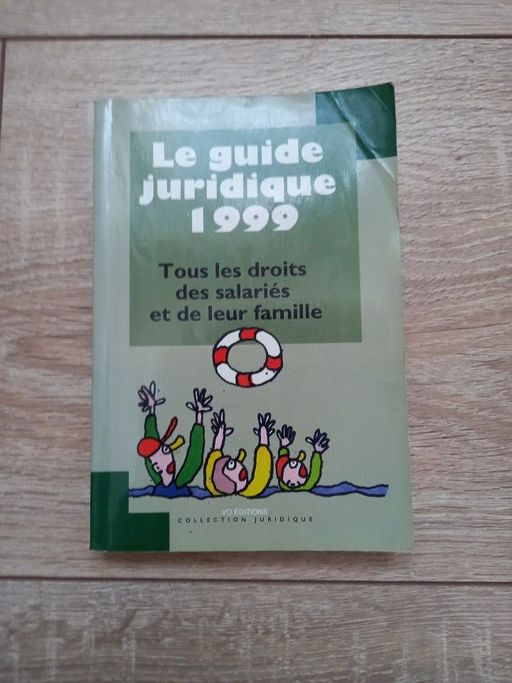 Le guide
juridique
1999
Tous les droits
des salariés
et de leur famille
VO EDITIONS
COLLECTION JURIDIQUE